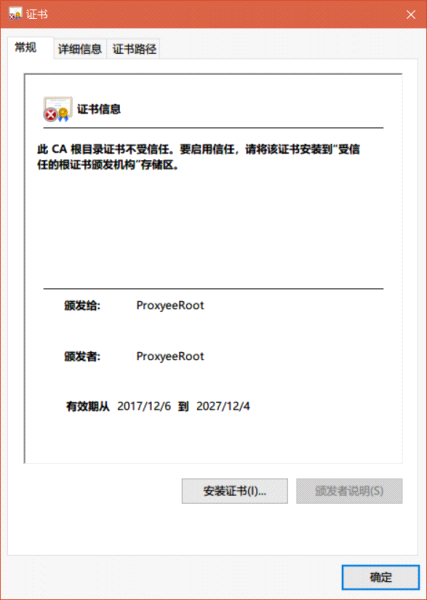 证书
常规 详细信息 证书路径
证书信息
此 CA 根目录证书不受信任。要启用信任，请将该证书安装到"受信
任的根证书颁发机构"存储区。
颁发给: ProxyeeRoot
颁发者: ProxyeeRoot
有效期从 2017/12/6 到 2027/12/4
安装证书(I)... 颁发者说明(S)
确定